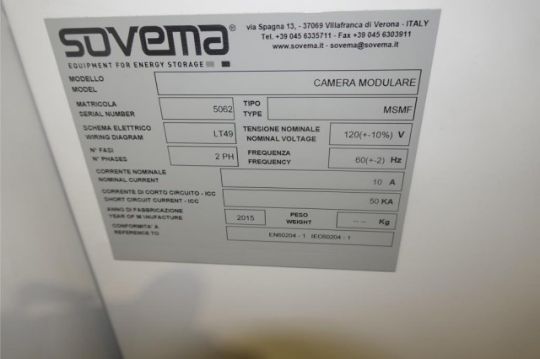 SOVEMA®
EQUIPMENT FOR ENERGY STORAGE
via Spagna 13, - 37069 Villafranca di Verona - ITALY
Tel. +39 045 6335711 - Fax +39 045 6303911
www.sovema.it - sovema@sovema.it
MODELLO
MODEL
CAMERA MODULARE
MATRICOLA
SERIAL NUMBER
5062
TIPO
TYPE
MSMF
SCHEMA ELETTRICO
WIRING DIAGRAM
LT49
TENSIONE NOMINALE
NOMINAL VOLTAGE
120(+-10%) V
N° FASI
N° PHASES
2 PH
FREQUENZA
FREQUENCY
60(+-2) Hz
CORRENTE NOMINALE
NOMINAL CURRENT
10 A
CORRENTE DI CORTO CIRCUITO - ICC
SHORT CIRCUIT CURRENT - ICC
50 KA
ANNO DI FABBRICAZIONE
YEAR OF MANUFACTURE
2015
PESO
WEIGHT
-- -- Kg
CONFORMITA' A
REFERENCE TO
EN60204 - 1 IEC60204 - 1